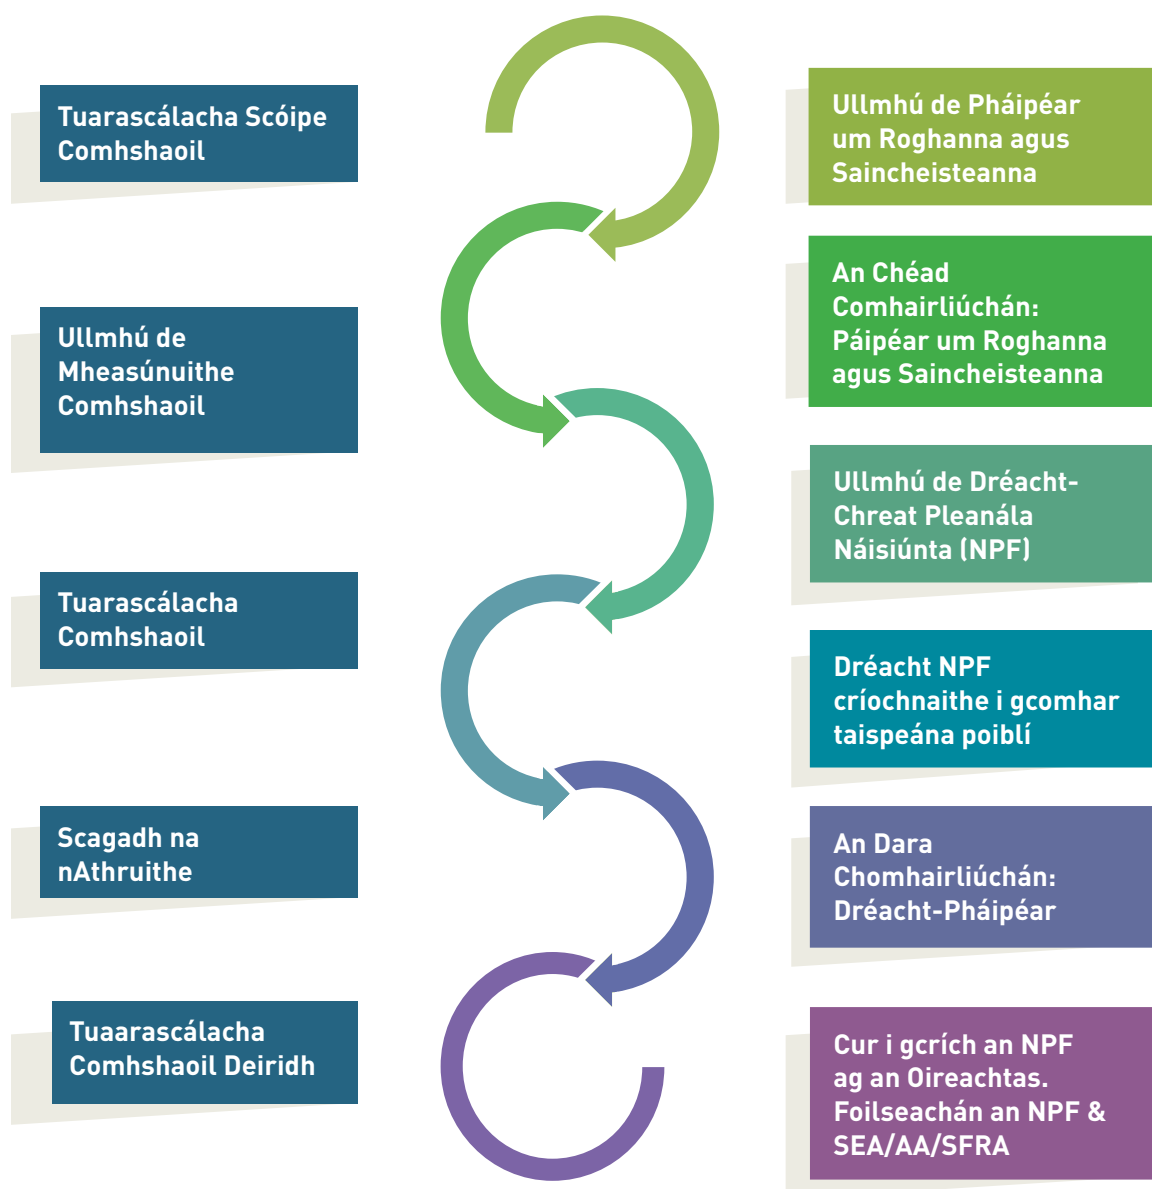 Tuarascálacha Scóipe
Comhshaoil
Ullmhú de
Mheasúnuithe
Comhshaoil
Tuarascálacha
Comhshaoil
Scagadh na
nAthruithe
Tuaarascálacha
Comhshaoil Deiridh
Ullmhú de Pháipéar
um Roghanna agus
Saincheisteanna
An Chéad
Comhairliúchán:
Páipéar um Roghanna
agus Saincheisteanna
Ullmhú de Dréacht-
Chreat Pleanála
Náisiúnta (NPF)
Dréacht NPF
críochnaithe i gcomhar
taispeána poiblí
An Dara
Chomhairliúchán:
Dréacht-Pháipéar
Cur i gcrích an NPF
ag an Oireachtas.
Foilseachán an NPF &
SEA/AA/SFRA